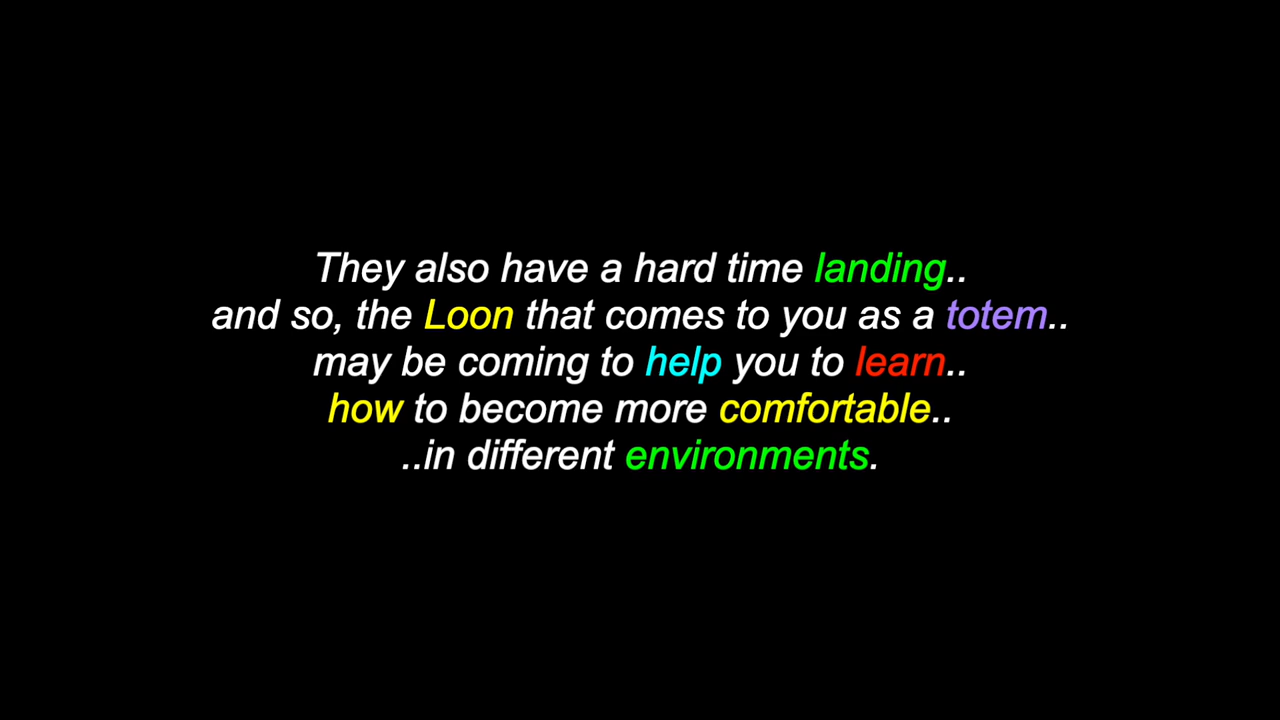 They also have a hard time landing..
and so, the Loon that comes to you as a totem..
may be coming to help you to learn..
how to become more comfortable..
..in different environments.